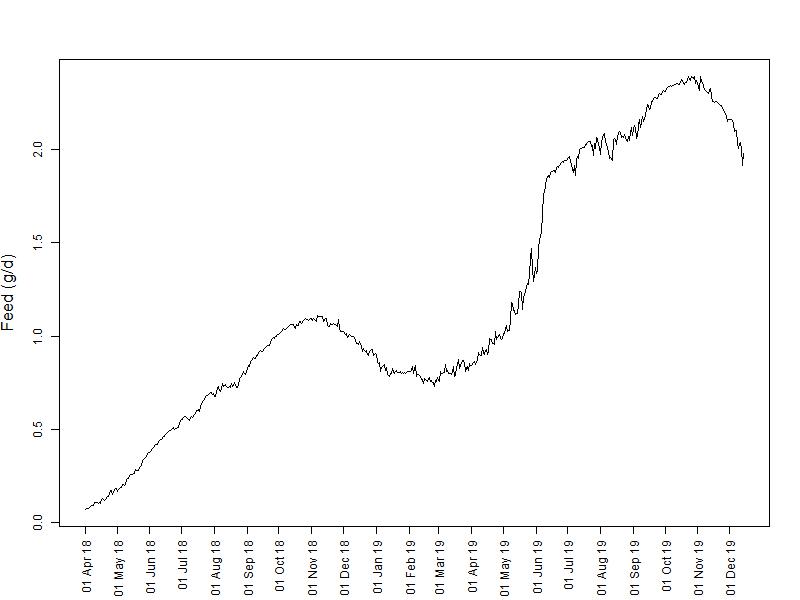 Feed (g/d)
2.0
1.5
1.0
0.5
0.0
01 Apr 18
01 May 18
01 Jun 18
01 Jul 18
01 Aug 18
01 Sep 18
01 Oct 18
01 Nov 18
01 Dec 18
01 Jan 19
01 Feb 19
01 Mar 19
01 Apr 19
01 May 19
01 Jun 19
01 Jul 19
01 Aug 19
01 Sep 19
01 Oct 19
01 Nov 19
01 Dec 19